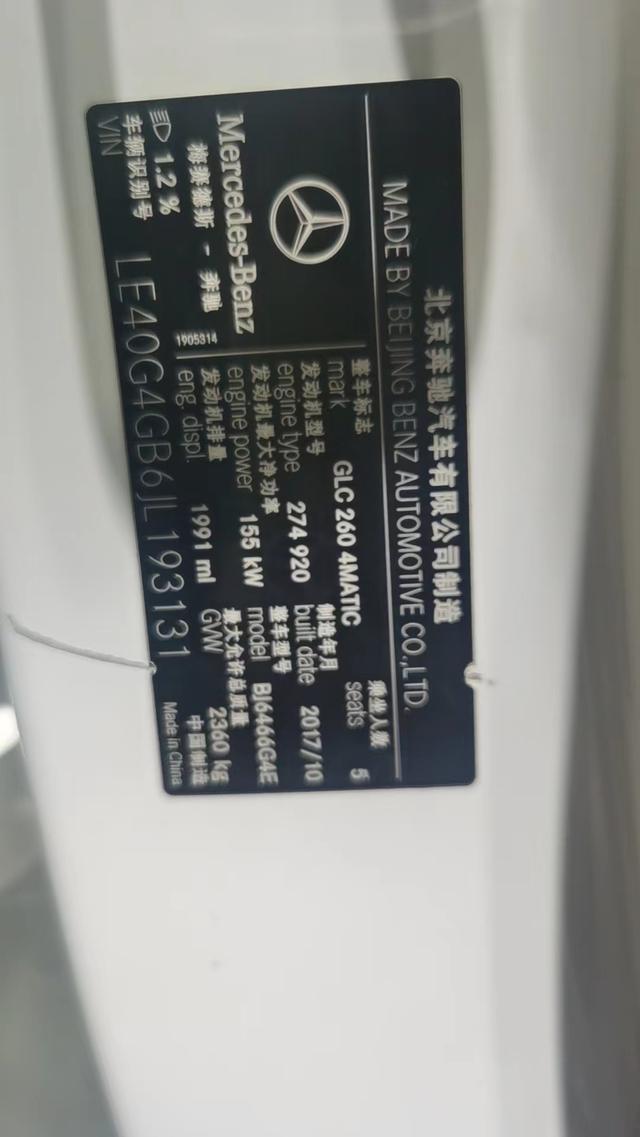 北京奔驰汽车有限公司制造
MADE BY BEIJING BENZ AUTOMOTIVE CO.,LTD.
Mercedes-Benz
梅赛德斯 - 奔驰
1905314
1.2 %
整车标志
mark GLC 260 4MATIC
乘坐人数
seats 5
发动机型号
engine type 274 920
制造年月
built date 2017/10
发动机最大净功率
engine power 155 kW
整车型号
model BJ6466G4E
发动机排量
eng. displ. 1991 ml
最大允许总质量
GVW 2360 kg
车辆识别号
VIN LE40G4GB6JL193131
中国制造
Made in China